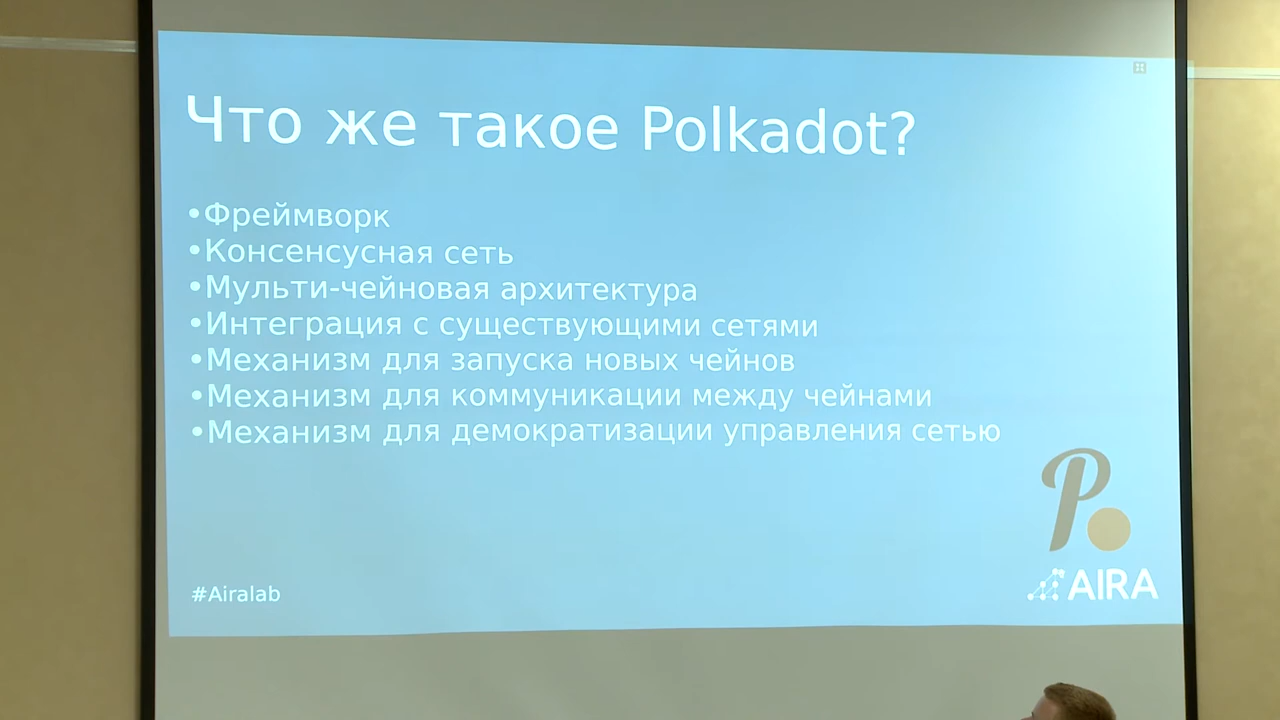 Что же такое Polkadot?
•Фреймворк
•Консенсусная сеть
•Мульти-чейновая архитектура
•Интеграция с существующими сетями
•Механизм для запуска новых чейнов
•Механизм для коммуникации между чейнами
•Механизм для демократизации управления сетью
P
#Airalab
AIRA